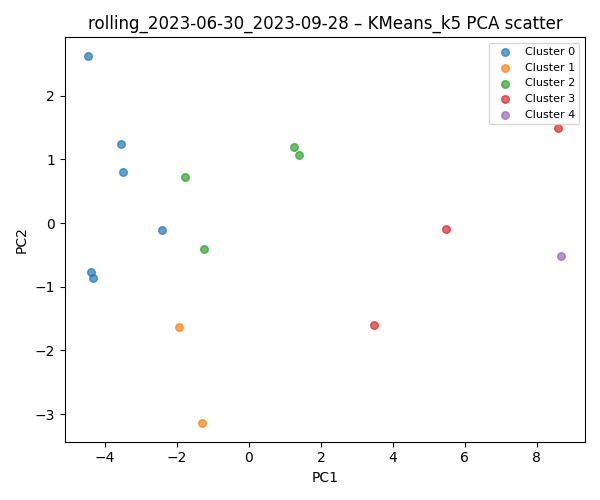 rolling_2023-06-30_2023-09-28 – KMeans_k5 PCA scatter
Cluster 0
Cluster 1
Cluster 2
Cluster 3
Cluster 4
PC2
2
1
0
−1
−2
−3
−4
−2
0
2
4
6
8
PC1